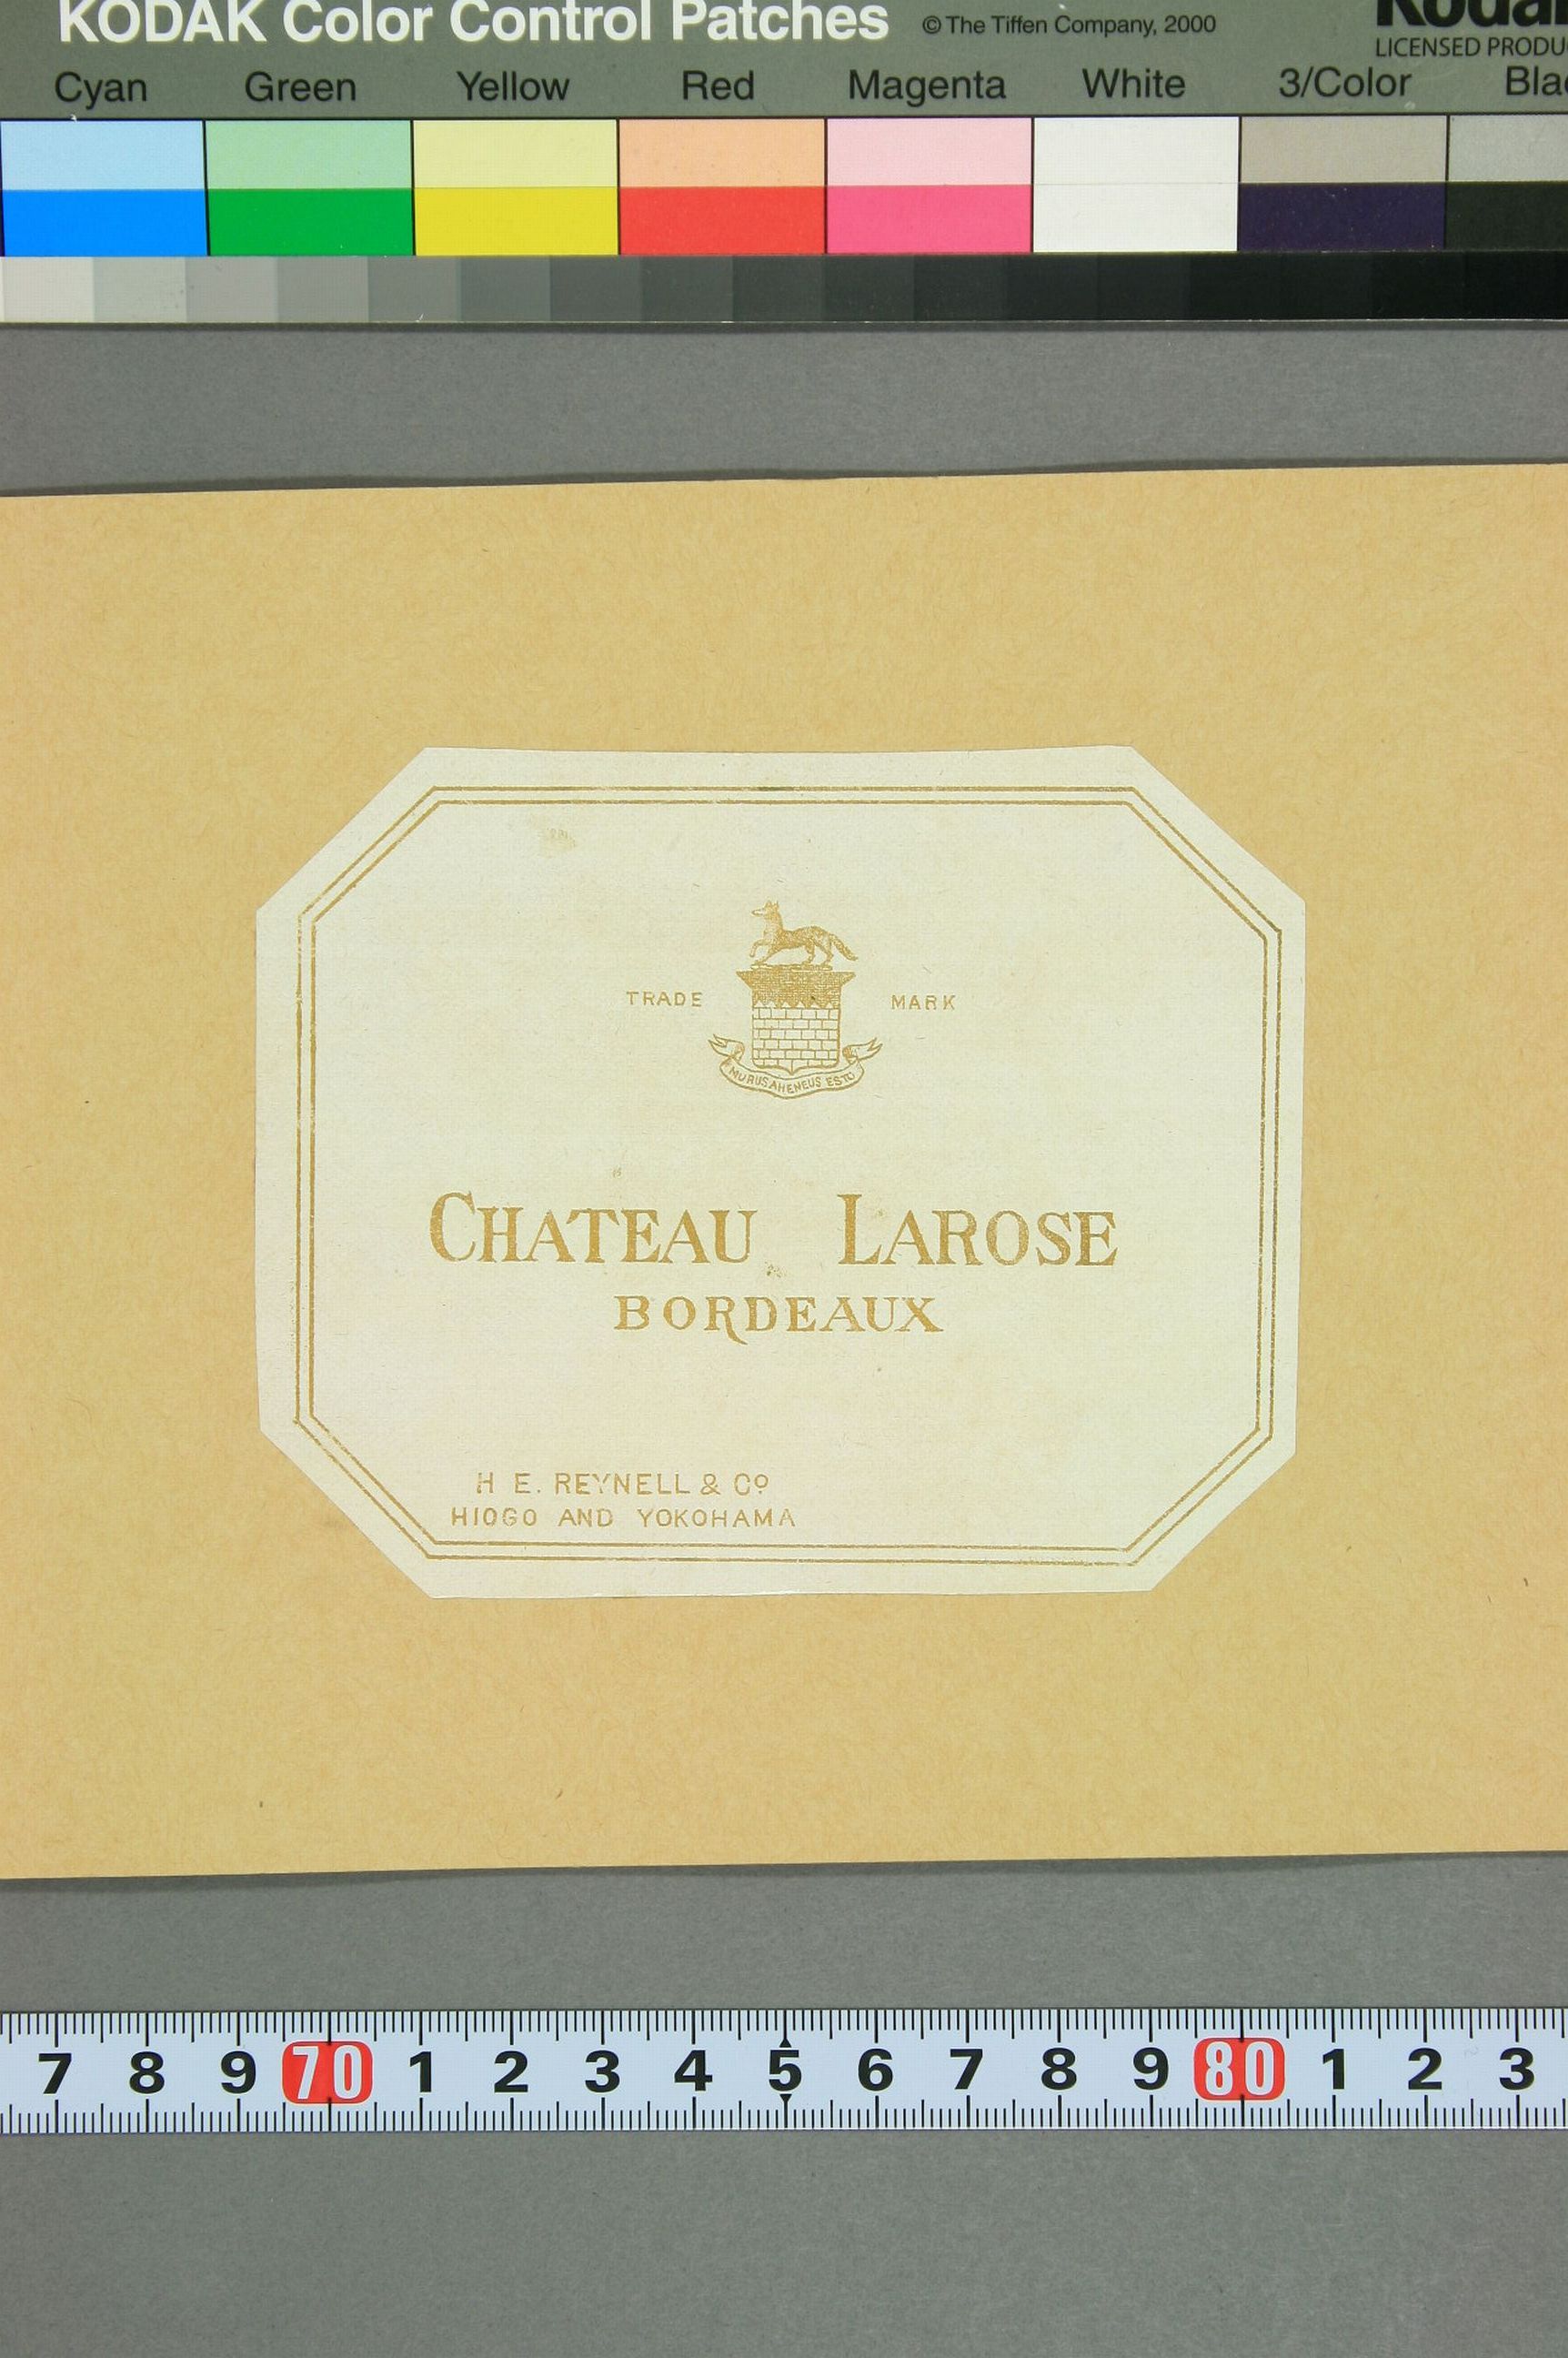 KODAK Color Control Patches © The Tiffen Company, 2000
LICENSED
Cyan Green Yellow Red Magenta White 3/Color
TRADE MARK
MURUS AHENEUS ESTO
CHATEAU LAROSE
BORDEAUX
H E. REYNELL & Co
HIOGO AND YOKOHAMA
7 8 9 70 1 2 3 4 5 6 7 8 9 80 1 2 3